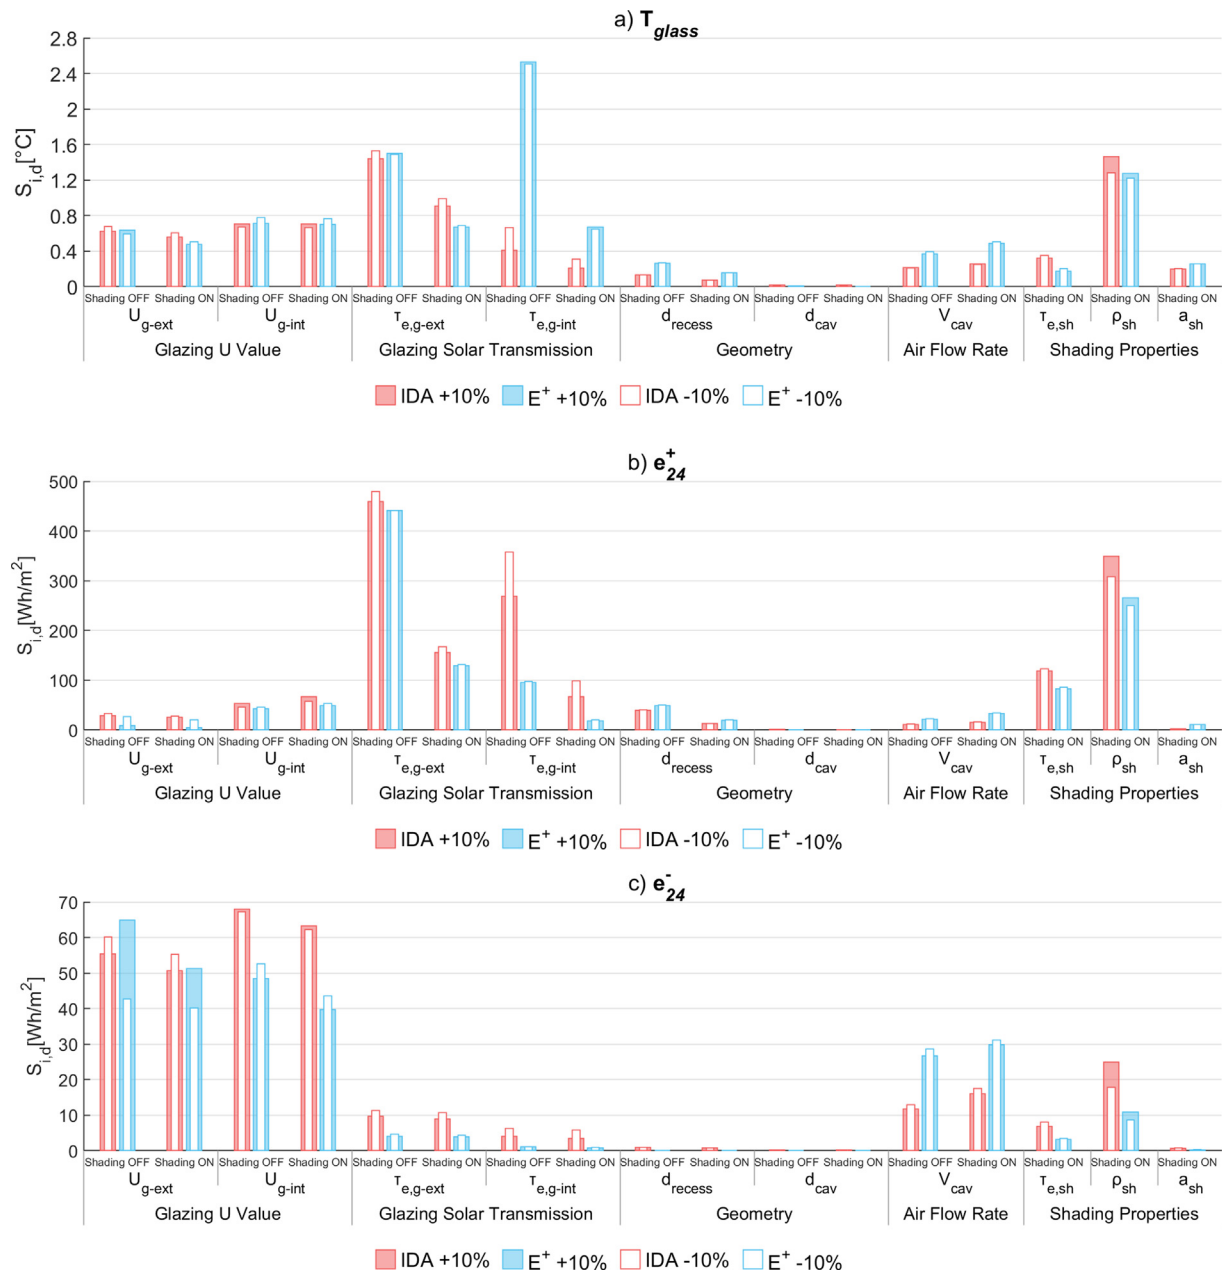 a) T_glass
S_i,d[°C]
2.8
2.4
2
1.6
1.2
0.8
0.4
0
Shading OFF Shading ON Shading OFF Shading ON Shading OFF Shading ON Shading OFF Shading ON Shading OFF Shading ON Shading OFF Shading ON Shading OFF Shading ON Shading ON Shading ON Shading ON
U_g-ext U_g-int τ_e,g-ext τ_e,g-int d_recess d_cav V_cav τ_e,sh ρ_sh a_sh
Glazing U Value Glazing Solar Transmission Geometry Air Flow Rate Shading Properties
IDA +10% E⁺ +10% IDA -10% E⁺ -10%
b) e₂₄⁺
S_i,d[Wh/m²]
500
400
300
200
100
0
Shading OFF Shading ON Shading OFF Shading ON Shading OFF Shading ON Shading OFF Shading ON Shading OFF Shading ON Shading OFF Shading ON Shading OFF Shading ON Shading ON Shading ON Shading ON
U_g-ext U_g-int τ_e,g-ext τ_e,g-int d_recess d_cav V_cav τ_e,sh ρ_sh a_sh
Glazing U Value Glazing Solar Transmission Geometry Air Flow Rate Shading Properties
IDA +10% E⁺ +10% IDA -10% E⁺ -10%
c) e₂₄⁻
S_i,d[Wh/m²]
70
60
50
40
30
20
10
0
Shading OFF Shading ON Shading OFF Shading ON Shading OFF Shading ON Shading OFF Shading ON Shading OFF Shading ON Shading OFF Shading ON Shading OFF Shading ON Shading ON Shading ON Shading ON
U_g-ext U_g-int τ_e,g-ext τ_e,g-int d_recess d_cav V_cav τ_e,sh ρ_sh a_sh
Glazing U Value Glazing Solar Transmission Geometry Air Flow Rate Shading Properties
IDA +10% E⁺ +10% IDA -10% E⁺ -10%